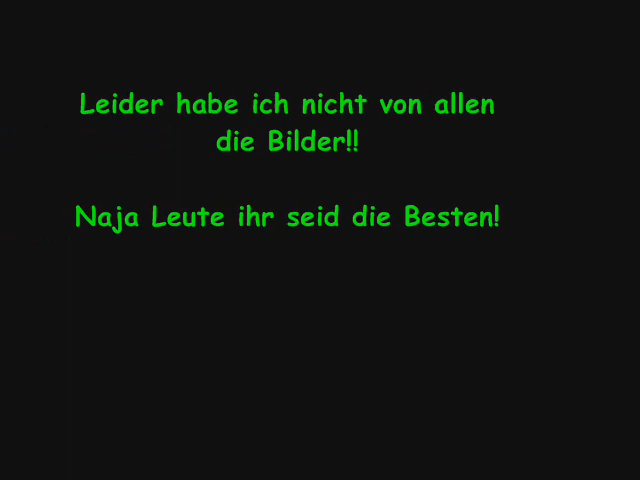 Leider habe ich nicht von allen
die Bilder!!
Naja Leute ihr seid die Besten!